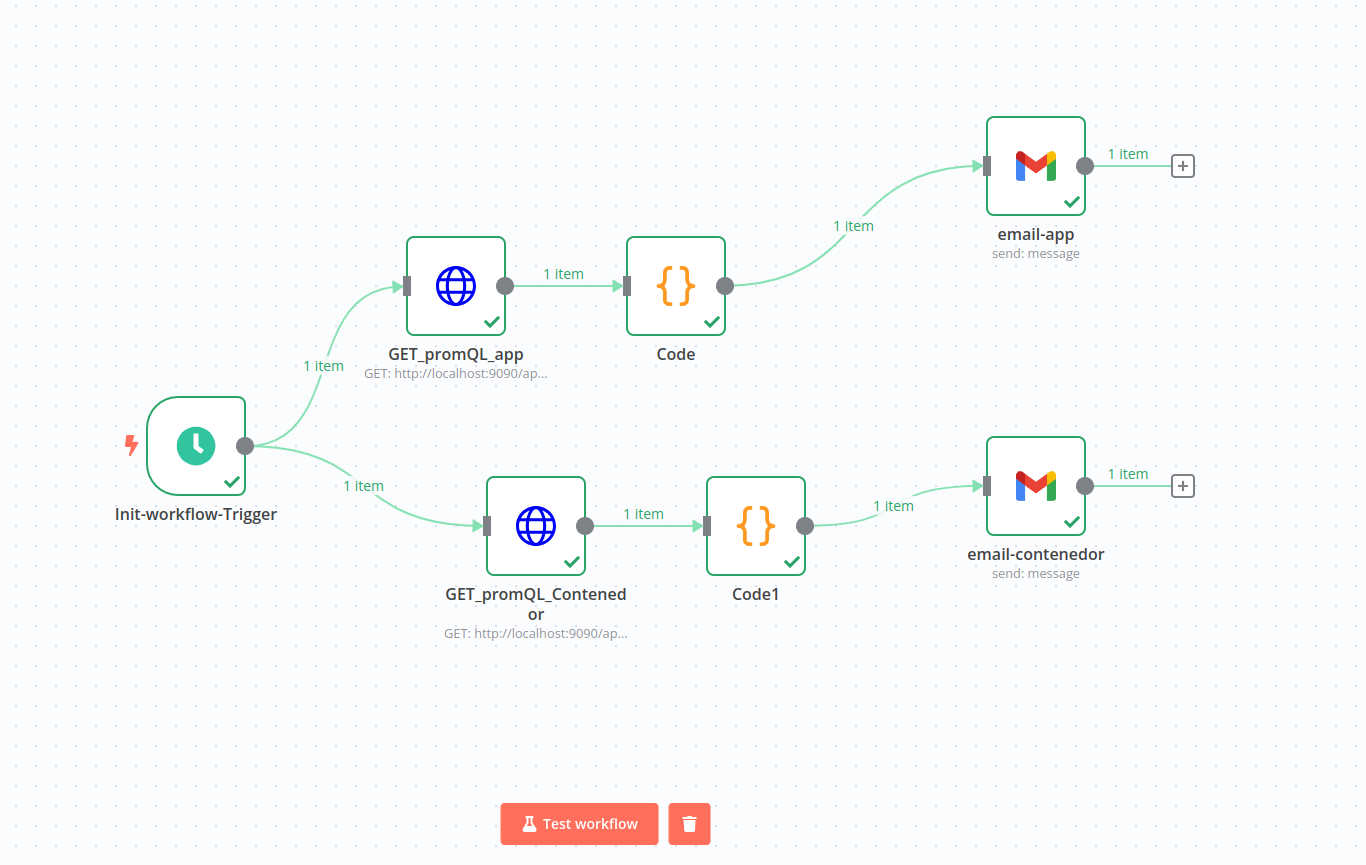 1 item
email-app
send: message
1 item
1 item
GET_promQL_app
GET: http://localhost:9090/ap...
Code
1 item
Init-workflow-Trigger
1 item
GET_promQL_Contened
or
GET: http://localhost:9090/ap...
1 item
Code1
1 item
1 item
email-contenedor
send: message
Test workflow